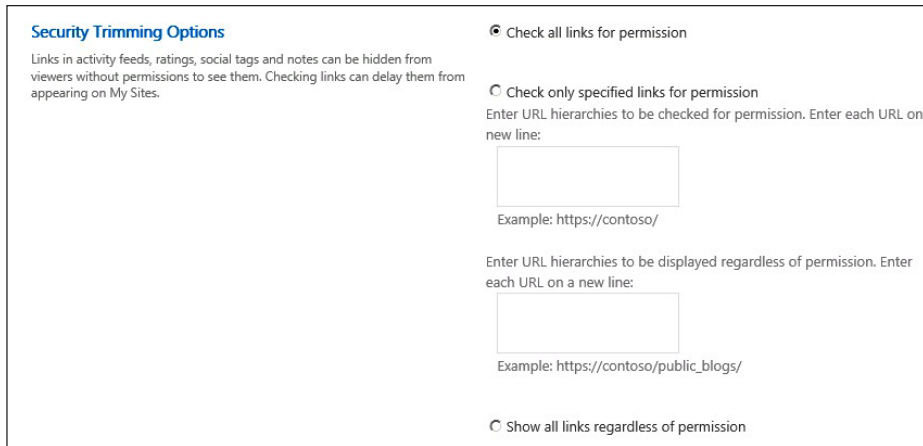 Security Trimming Options
Links in activity feeds, ratings, social tags and notes can be hidden from
viewers without permissions to see them. Checking links can delay them from
appearing on My Sites.
Check all links for permission
Check only specified links for permission
Enter URL hierarchies to be checked for permission. Enter each URL on
new line:
Example: https://contoso/
Enter URL hierarchies to be displayed regardless of permission. Enter
each URL on a new line:
Example: https://contoso/public_blogs/
Show all links regardless of permission